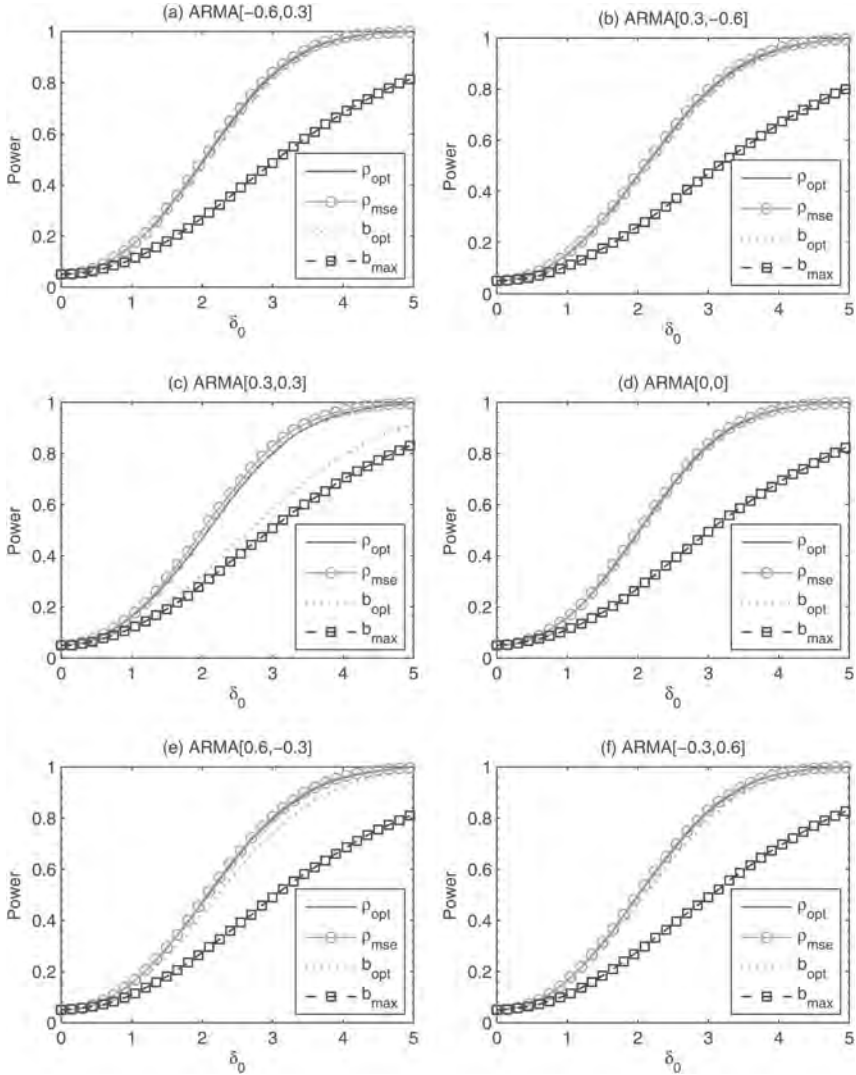 (a) ARMA[−0.6,0.3]
1
0.8
0.6
0.4
0.2
0
Power
0 1 2 3 4 5
δ0
ρopt
ρmse
bopt
bmax
(b) ARMA[0.3,−0.6]
1
0.8
0.6
0.4
0.2
0
Power
0 1 2 3 4 5
δ0
ρopt
ρmse
bopt
bmax
(c) ARMA[0.3,0.3]
1
0.8
0.6
0.4
0.2
0
Power
0 1 2 3 4 5
δ0
ρopt
ρmse
bopt
bmax
(d) ARMA[0,0]
1
0.8
0.6
0.4
0.2
0
Power
0 1 2 3 4 5
δ0
ρopt
ρmse
bopt
bmax
(e) ARMA[0.6,−0.3]
1
0.8
0.6
0.4
0.2
0
Power
0 1 2 3 4 5
δ0
ρopt
ρmse
bopt
bmax
(f) ARMA[−0.3,0.6]
1
0.8
0.6
0.4
0.2
0
Power
0 1 2 3 4 5
δ0
ρopt
ρmse
bopt
bmax